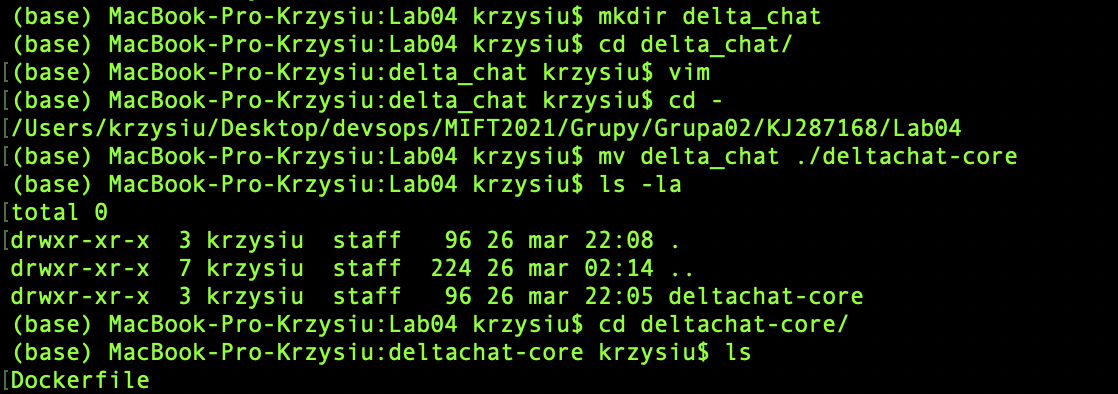 (base) MacBook-Pro-Krzysiu:Lab04 krzysiu$ mkdir delta_chat
(base) MacBook-Pro-Krzysiu:Lab04 krzysiu$ cd delta_chat/
[(base) MacBook-Pro-Krzysiu:delta_chat krzysiu$ vim
[(base) MacBook-Pro-Krzysiu:delta_chat krzysiu$ cd -
[/Users/krzysiu/Desktop/devsops/MIFT2021/Grupy/Grupa02/KJ287168/Lab04
[(base) MacBook-Pro-Krzysiu:Lab04 krzysiu$ mv delta_chat ./deltachat-core
(base) MacBook-Pro-Krzysiu:Lab04 krzysiu$ ls -la
[total 0
[drwxr-xr-x  3 krzysiu  staff   96 26 mar 22:08 .
drwxr-xr-x  7 krzysiu  staff  224 26 mar 02:14 ..
drwxr-xr-x  3 krzysiu  staff   96 26 mar 22:05 deltachat-core
(base) MacBook-Pro-Krzysiu:Lab04 krzysiu$ cd deltachat-core/
(base) MacBook-Pro-Krzysiu:deltachat-core krzysiu$ ls
[Dockerfile